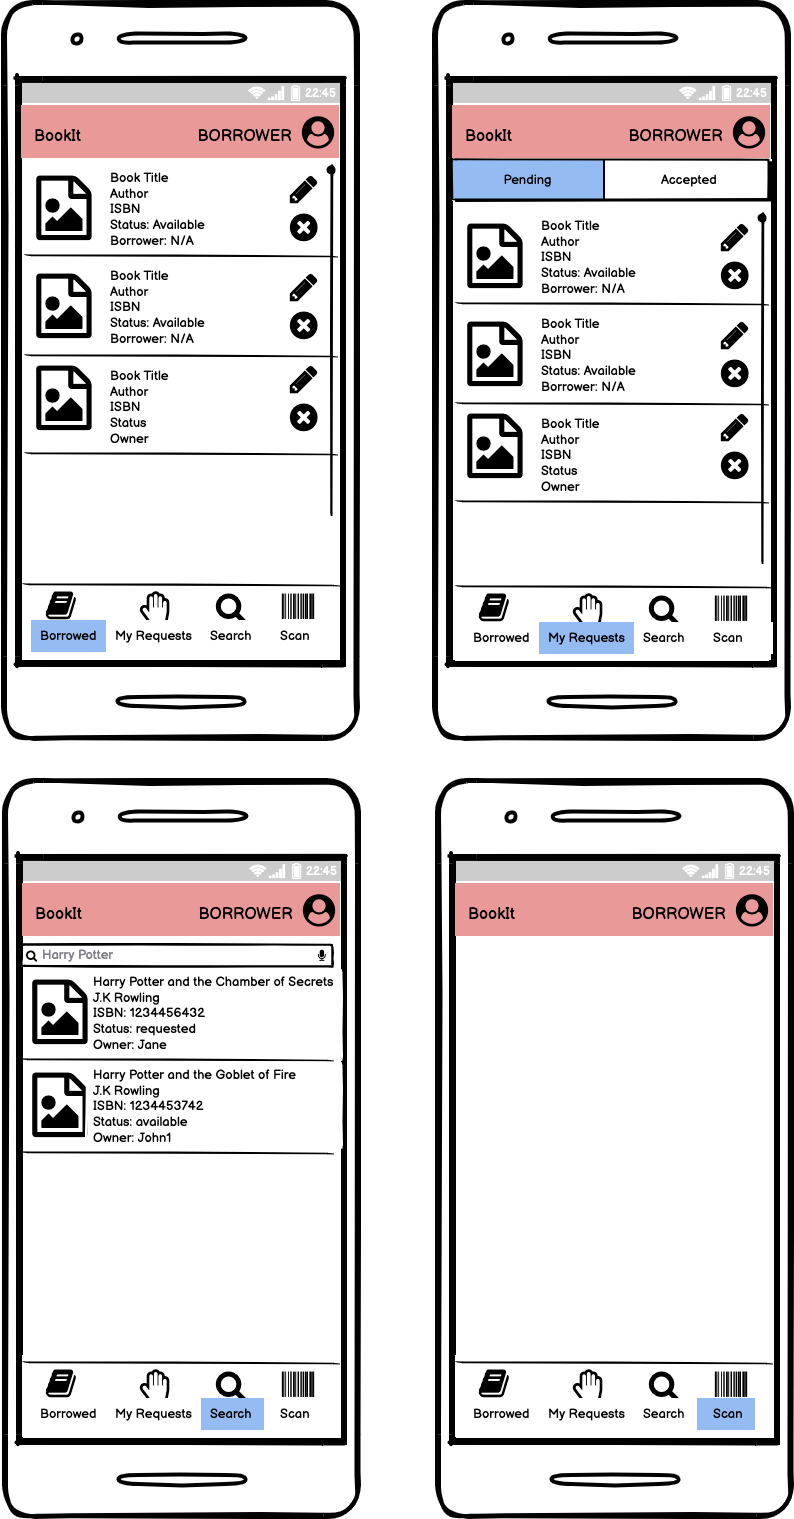 22:45
BookIt BORROWER
Book Title
Author
ISBN
Status: Available
Borrower: N/A
Book Title
Author
ISBN
Status: Available
Borrower: N/A
Book Title
Author
ISBN
Status
Owner
Borrowed My Requests Search Scan
22:45
BookIt BORROWER
Pending Accepted
Book Title
Author
ISBN
Status: Available
Borrower: N/A
Book Title
Author
ISBN
Status: Available
Borrower: N/A
Book Title
Author
ISBN
Status
Owner
Borrowed My Requests Search Scan
22:45
BookIt BORROWER
Harry Potter
Harry Potter and the Chamber of Secrets
J.K Rowling
ISBN: 1234456432
Status: requested
Owner: Jane
Harry Potter and the Goblet of Fire
J.K Rowling
ISBN: 1234453742
Status: available
Owner: John1
Borrowed My Requests Search Scan
22:45
BookIt BORROWER
Borrowed My Requests Search Scan